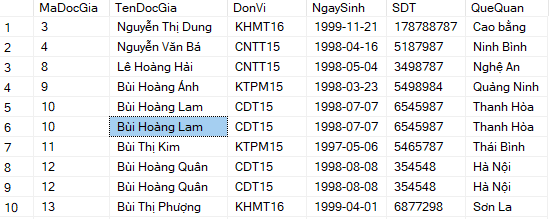 MaDocGia TenDocGia DonVi NgaySinh SDT QueQuan
1 3 Nguyễn Thị Dung KHMT16 1999-11-21 178788787 Cao bằng
2 4 Nguyễn Văn Bá CNTT15 1998-04-16 5187987 Ninh Bình
3 8 Lê Hoàng Hải CNTT15 1998-05-04 3498787 Nghệ An
4 9 Bùi Hoàng Ánh KTPM15 1998-03-23 5498984 Quảng Ninh
5 10 Bùi Hoàng Lam CDT15 1998-07-07 6545987 Thanh Hòa
6 10 Bùi Hoàng Lam CDT15 1998-07-07 6545987 Thanh Hòa
7 11 Bùi Thị Kim KTPM15 1997-05-06 5465787 Thái Bình
8 12 Bùi Hoàng Quân CDT15 1998-08-08 354548 Hà Nội
9 12 Bùi Hoàng Quân CDT15 1998-08-08 354548 Hà Nội
10 13 Bùi Thị Phượng KHMT16 1999-04-01 6877298 Sơn La